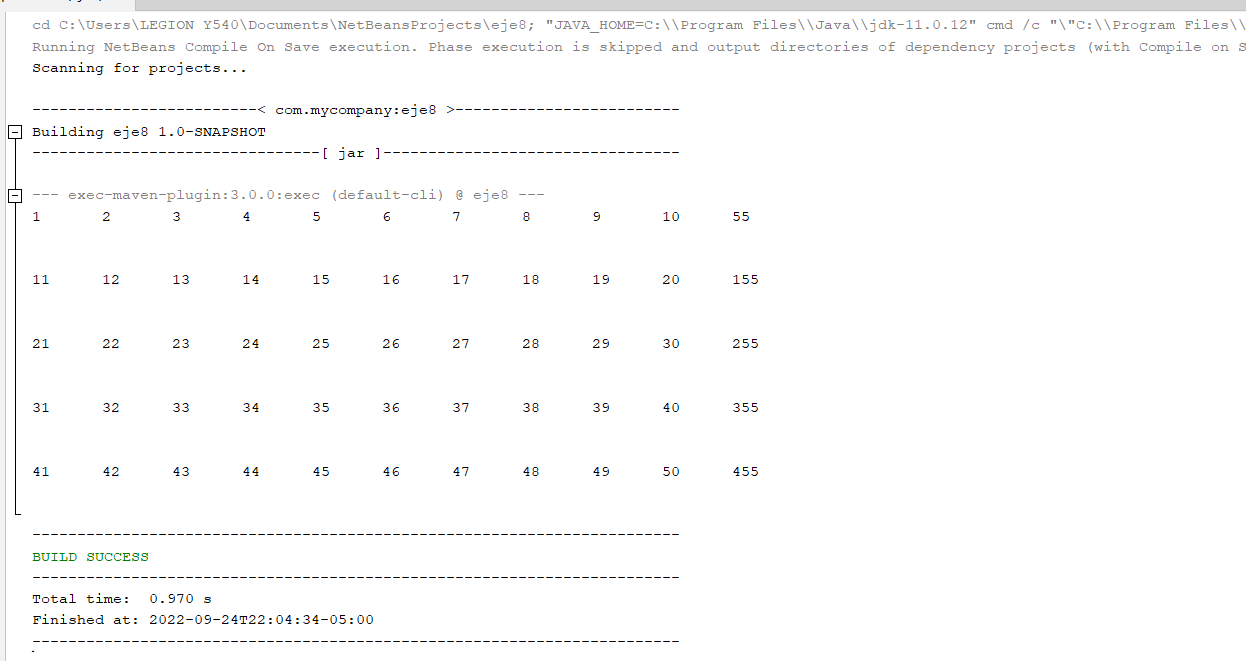 cd C:\Users\LEGION Y540\Documents\NetBeansProjects\eje8; "JAVA_HOME=C:\\Program Files\\Java\\jdk-11.0.12" cmd /c "\"C:\\Program Files\\
Running NetBeans Compile On Save execution. Phase execution is skipped and output directories of dependency projects (with Compile on S
Scanning for projects...
-------------------------< com.mycompany:eje8 >-------------------------
Building eje8 1.0-SNAPSHOT
--------------------------------[ jar ]---------------------------------
--- exec-maven-plugin:3.0.0:exec (default-cli) @ eje8 ---
1 2 3 4 5 6 7 8 9 10 55
11 12 13 14 15 16 17 18 19 20 155
21 22 23 24 25 26 27 28 29 30 255
31 32 33 34 35 36 37 38 39 40 355
41 42 43 44 45 46 47 48 49 50 455
------------------------------------------------------------------------
BUILD SUCCESS
------------------------------------------------------------------------
Total time:  0.970 s
Finished at: 2022-09-24T22:04:34-05:00
------------------------------------------------------------------------